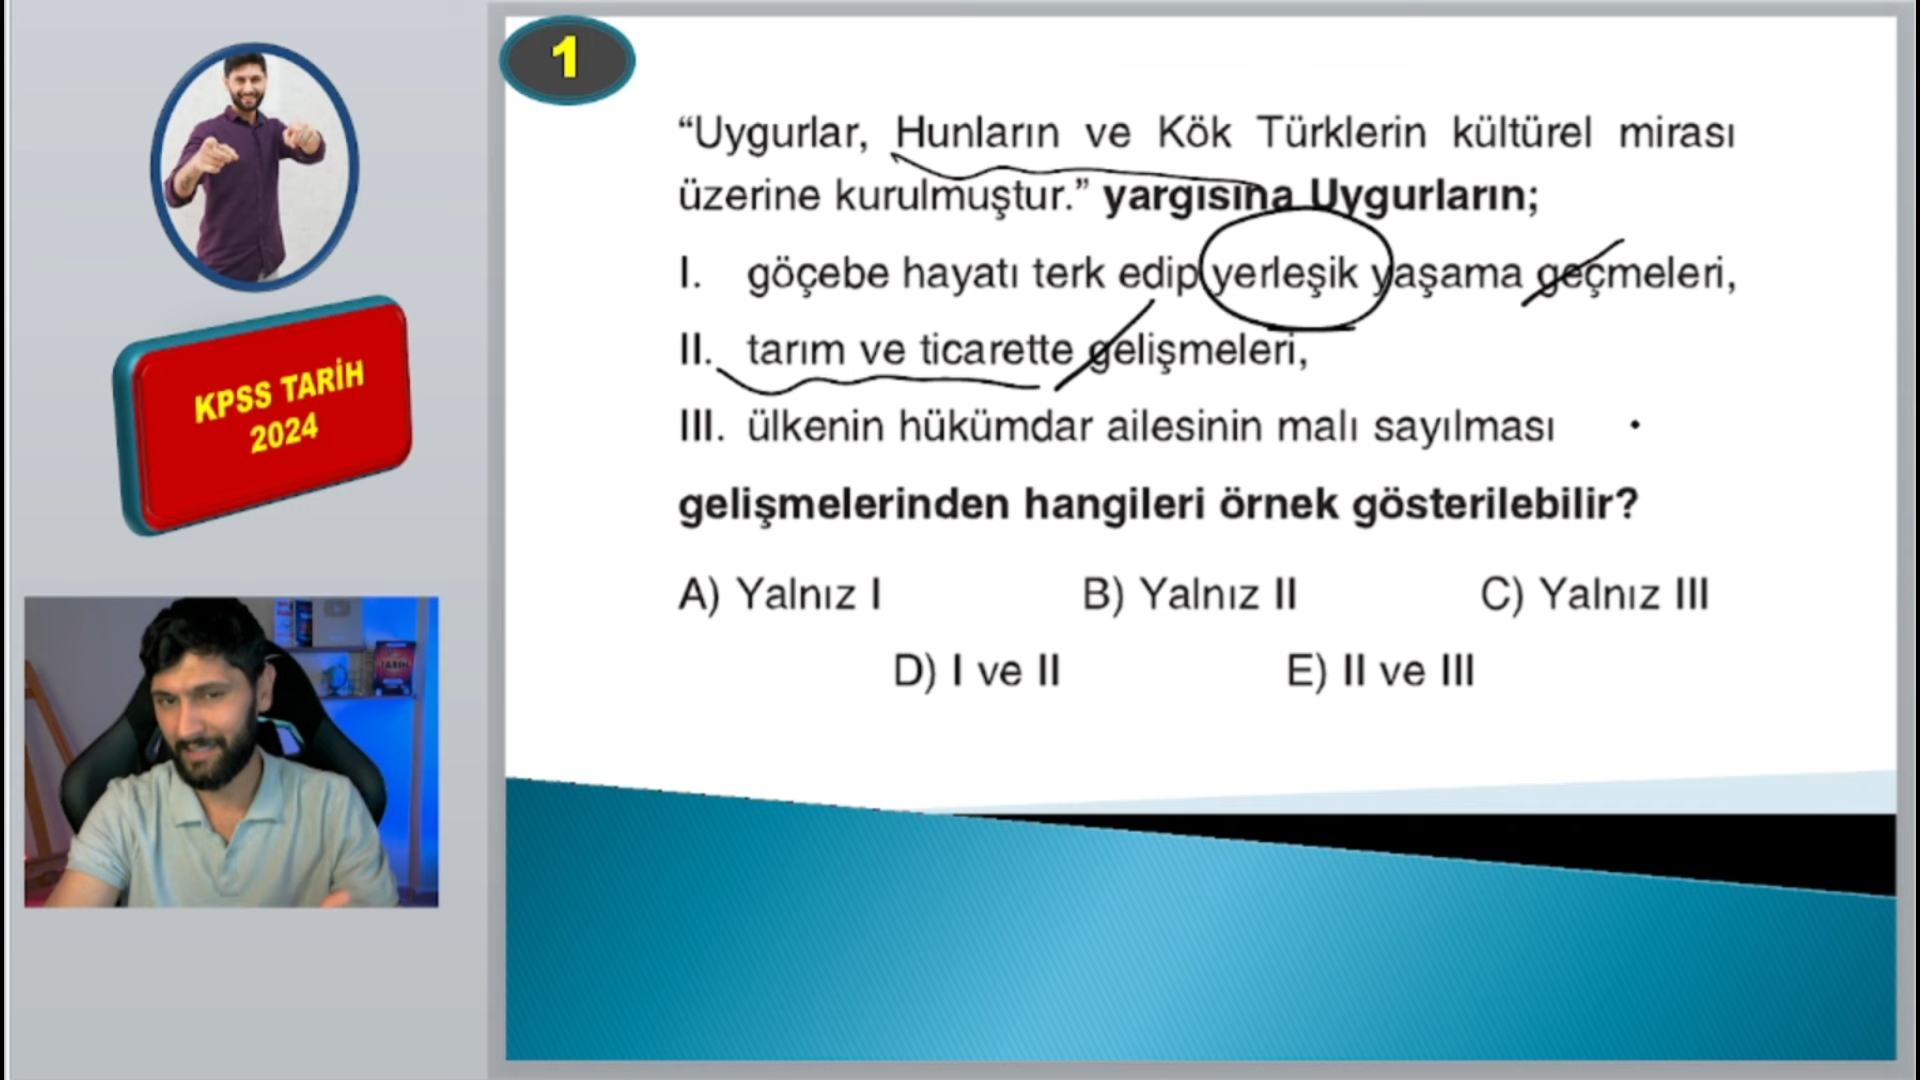 1
“Uygurlar, Hunların ve Kök Türklerin kültürel mirası
üzerine kurulmuştur.” yargısına Uygurların;
I. göçebe hayatı terk edip yerleşik yaşama geçmeleri,
II. tarım ve ticarette gelişmeleri,
III. ülkenin hükümdar ailesinin malı sayılması
gelişmelerinden hangileri örnek gösterilebilir?
A) Yalnız I B) Yalnız II C) Yalnız III
D) I ve II E) II ve III
KPSS TARİH
2024
TARİH